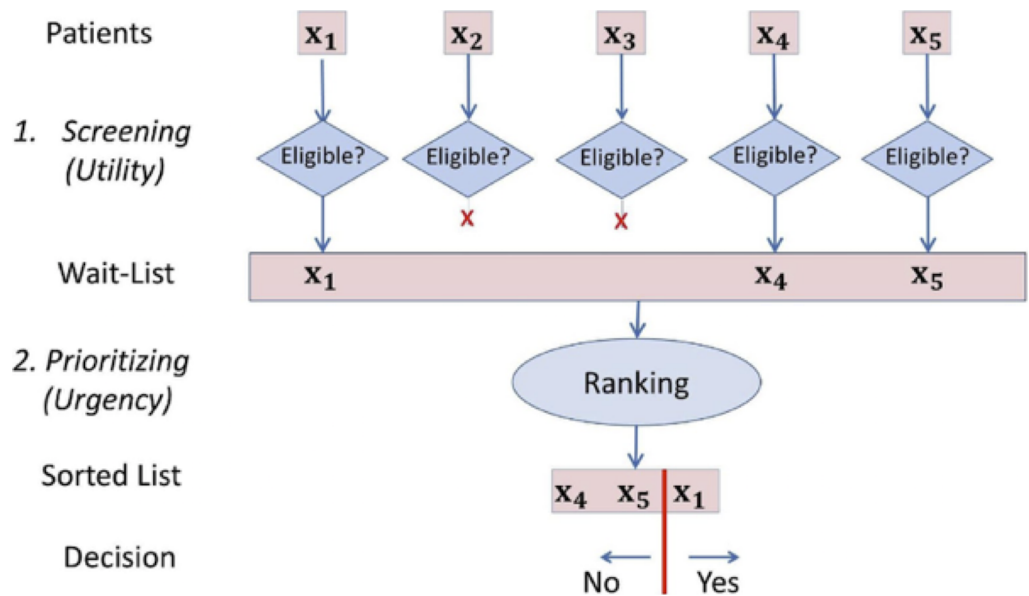 Patients x₁ x₂ x₃ x₄ x₅
1. Screening
(Utility)
Eligible? Eligible? Eligible? Eligible? Eligible?
X X
Wait-List x₁ x₄ x₅
2. Prioritizing
(Urgency)
Ranking
Sorted List x₄ x₅ x₁
Decision
No Yes